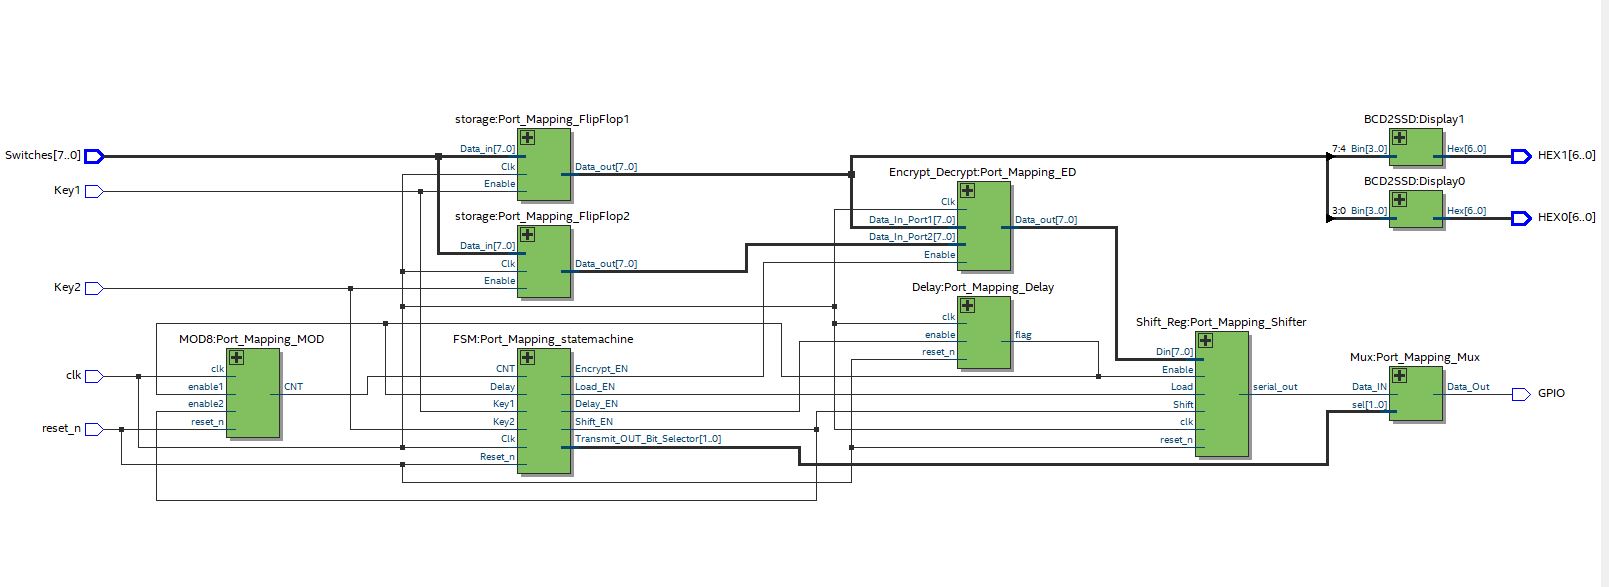 Switches[7..0]
Key1
Key2
clk
reset_n
MOD8:Port_Mapping_MOD
clk
enable1
enable2
reset_n
CNT
storage:Port_Mapping_FlipFlop1
Data_in[7..0]
Clk
Enable
Data_out[7..0]
storage:Port_Mapping_FlipFlop2
Data_in[7..0]
Clk
Enable
Data_out[7..0]
FSM:Port_Mapping_statemachine
CNT
Delay
Key1
Key2
Clk
Reset_n
Encrypt_EN
Load_EN
Delay_EN
Shift_EN
Transmit_OUT_Bit_Selector[1..0]
Encrypt_Decrypt:Port_Mapping_ED
Clk
Data_In_Port1[7..0]
Data_In_Port2[7..0]
Enable
Data_out[7..0]
Delay:Port_Mapping_Delay
clk
enable
reset_n
flag
Shift_Reg:Port_Mapping_Shifter
Din[7..0]
Enable
Load
Shift
clk
reset_n
serial_out
BCD2SSD:Display1
7:4 Bin[3..0]
Hex[6..0]
HEX1[6..0]
BCD2SSD:Display0
3:0 Bin[3..0]
Hex[6..0]
HEX0[6..0]
Mux:Port_Mapping_Mux
Data_IN
sel[1..0]
Data_Out
GPIO